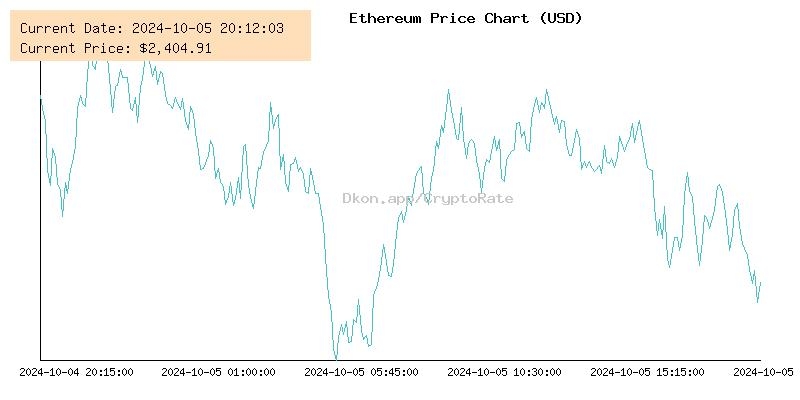 Ethereum Price Chart (USD)
Current Date: 2024-10-05 20:12:03
Current Price: $2,404.91
Dkon.app/CryptoRate
2024-10-04 20:15:00 2024-10-05 01:00:00 2024-10-05 05:45:00 2024-10-05 10:30:00 2024-10-05 15:15:00 2024-10-05